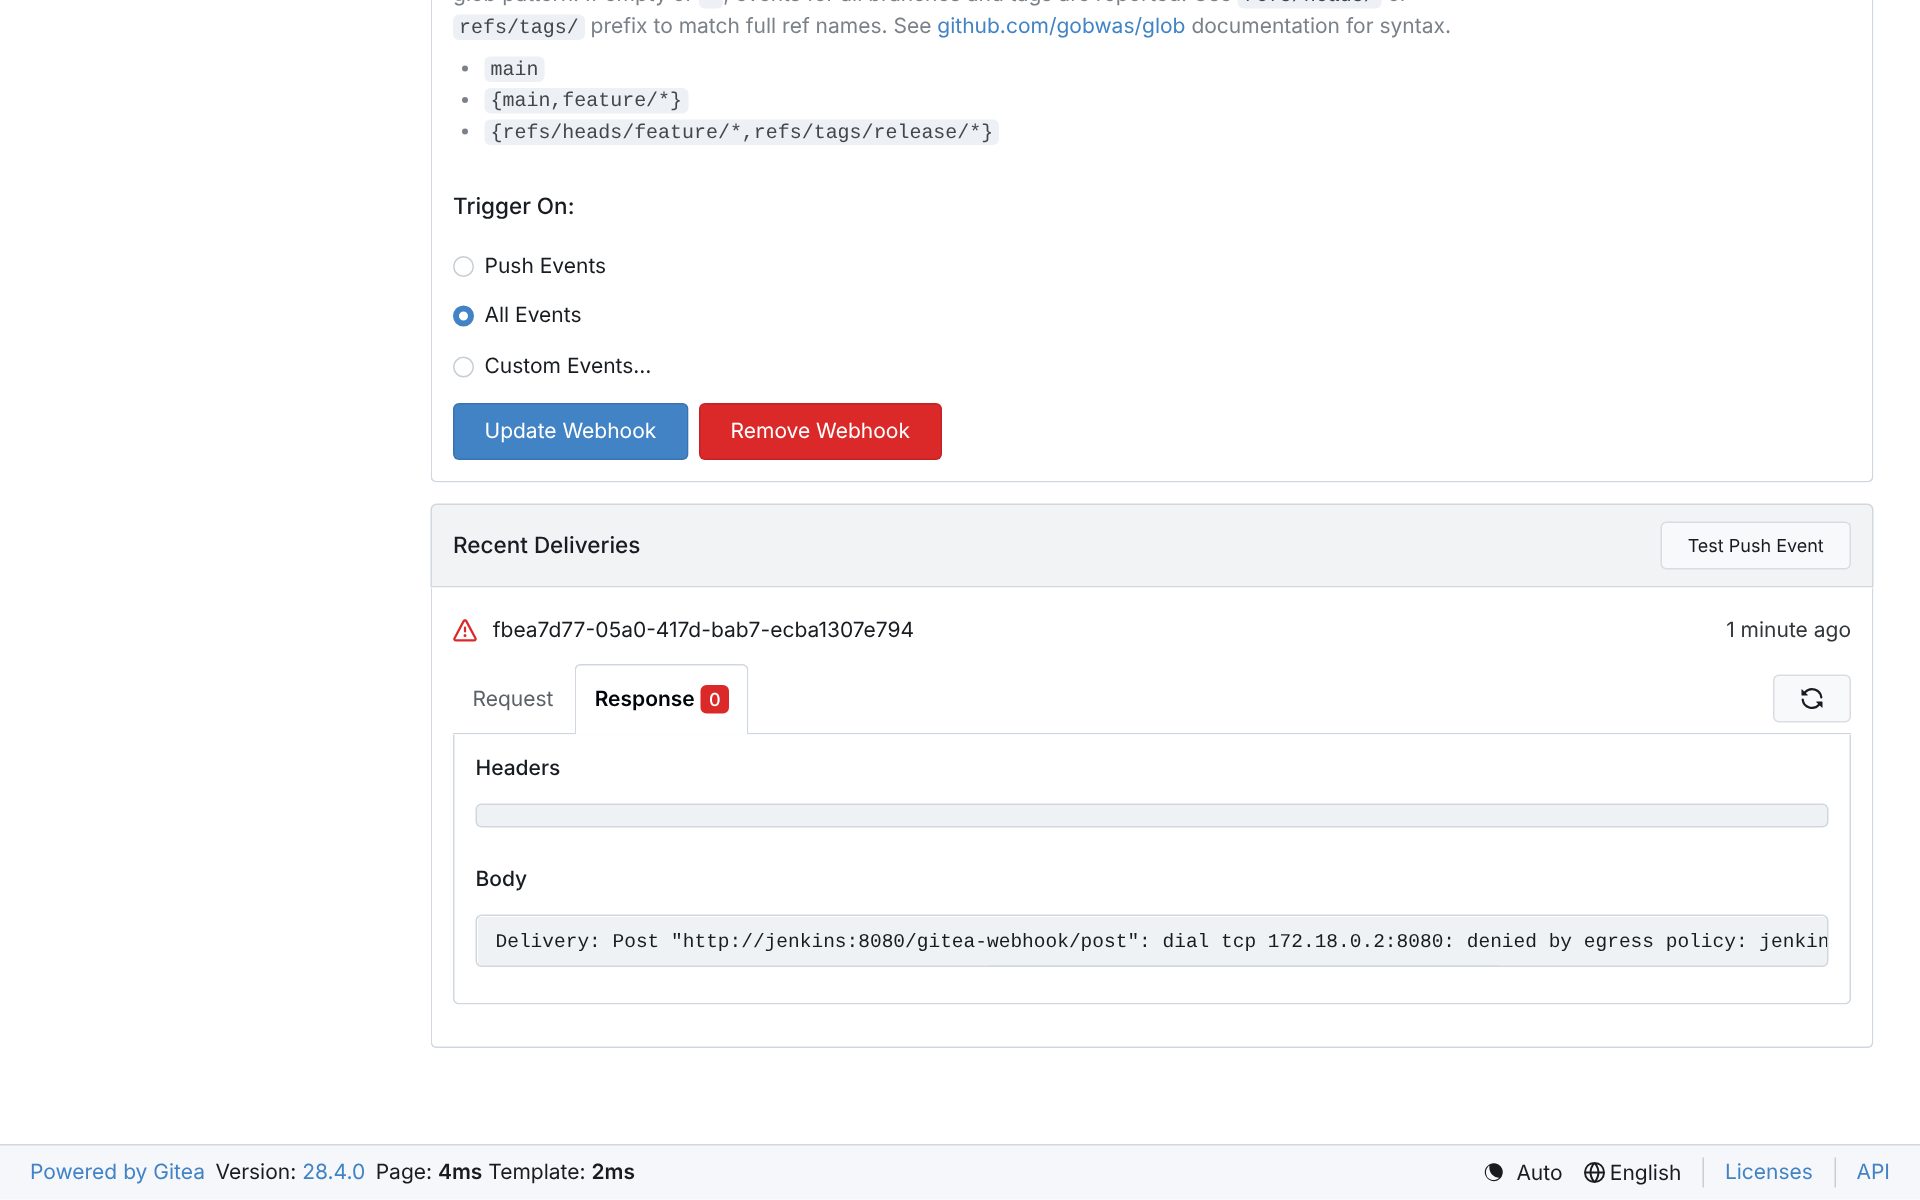 refs/tags/ prefix to match full ref names. See github.com/gobwas/glob documentation for syntax.
• main
• {main,feature/*}
• {refs/heads/feature/*,refs/tags/release/*}
Trigger On:
Push Events
All Events
Custom Events...
Update Webhook Remove Webhook
Recent Deliveries Test Push Event
fbea7d77-05a0-417d-bab7-ecba1307e794 1 minute ago
Request Response 0
Headers
Body
Delivery: Post "http://jenkins:8080/gitea-webhook/post": dial tcp 172.18.0.2:8080: denied by egress policy: jenkin
Powered by Gitea Version: 28.4.0 Page: 4ms Template: 2ms Auto English Licenses API